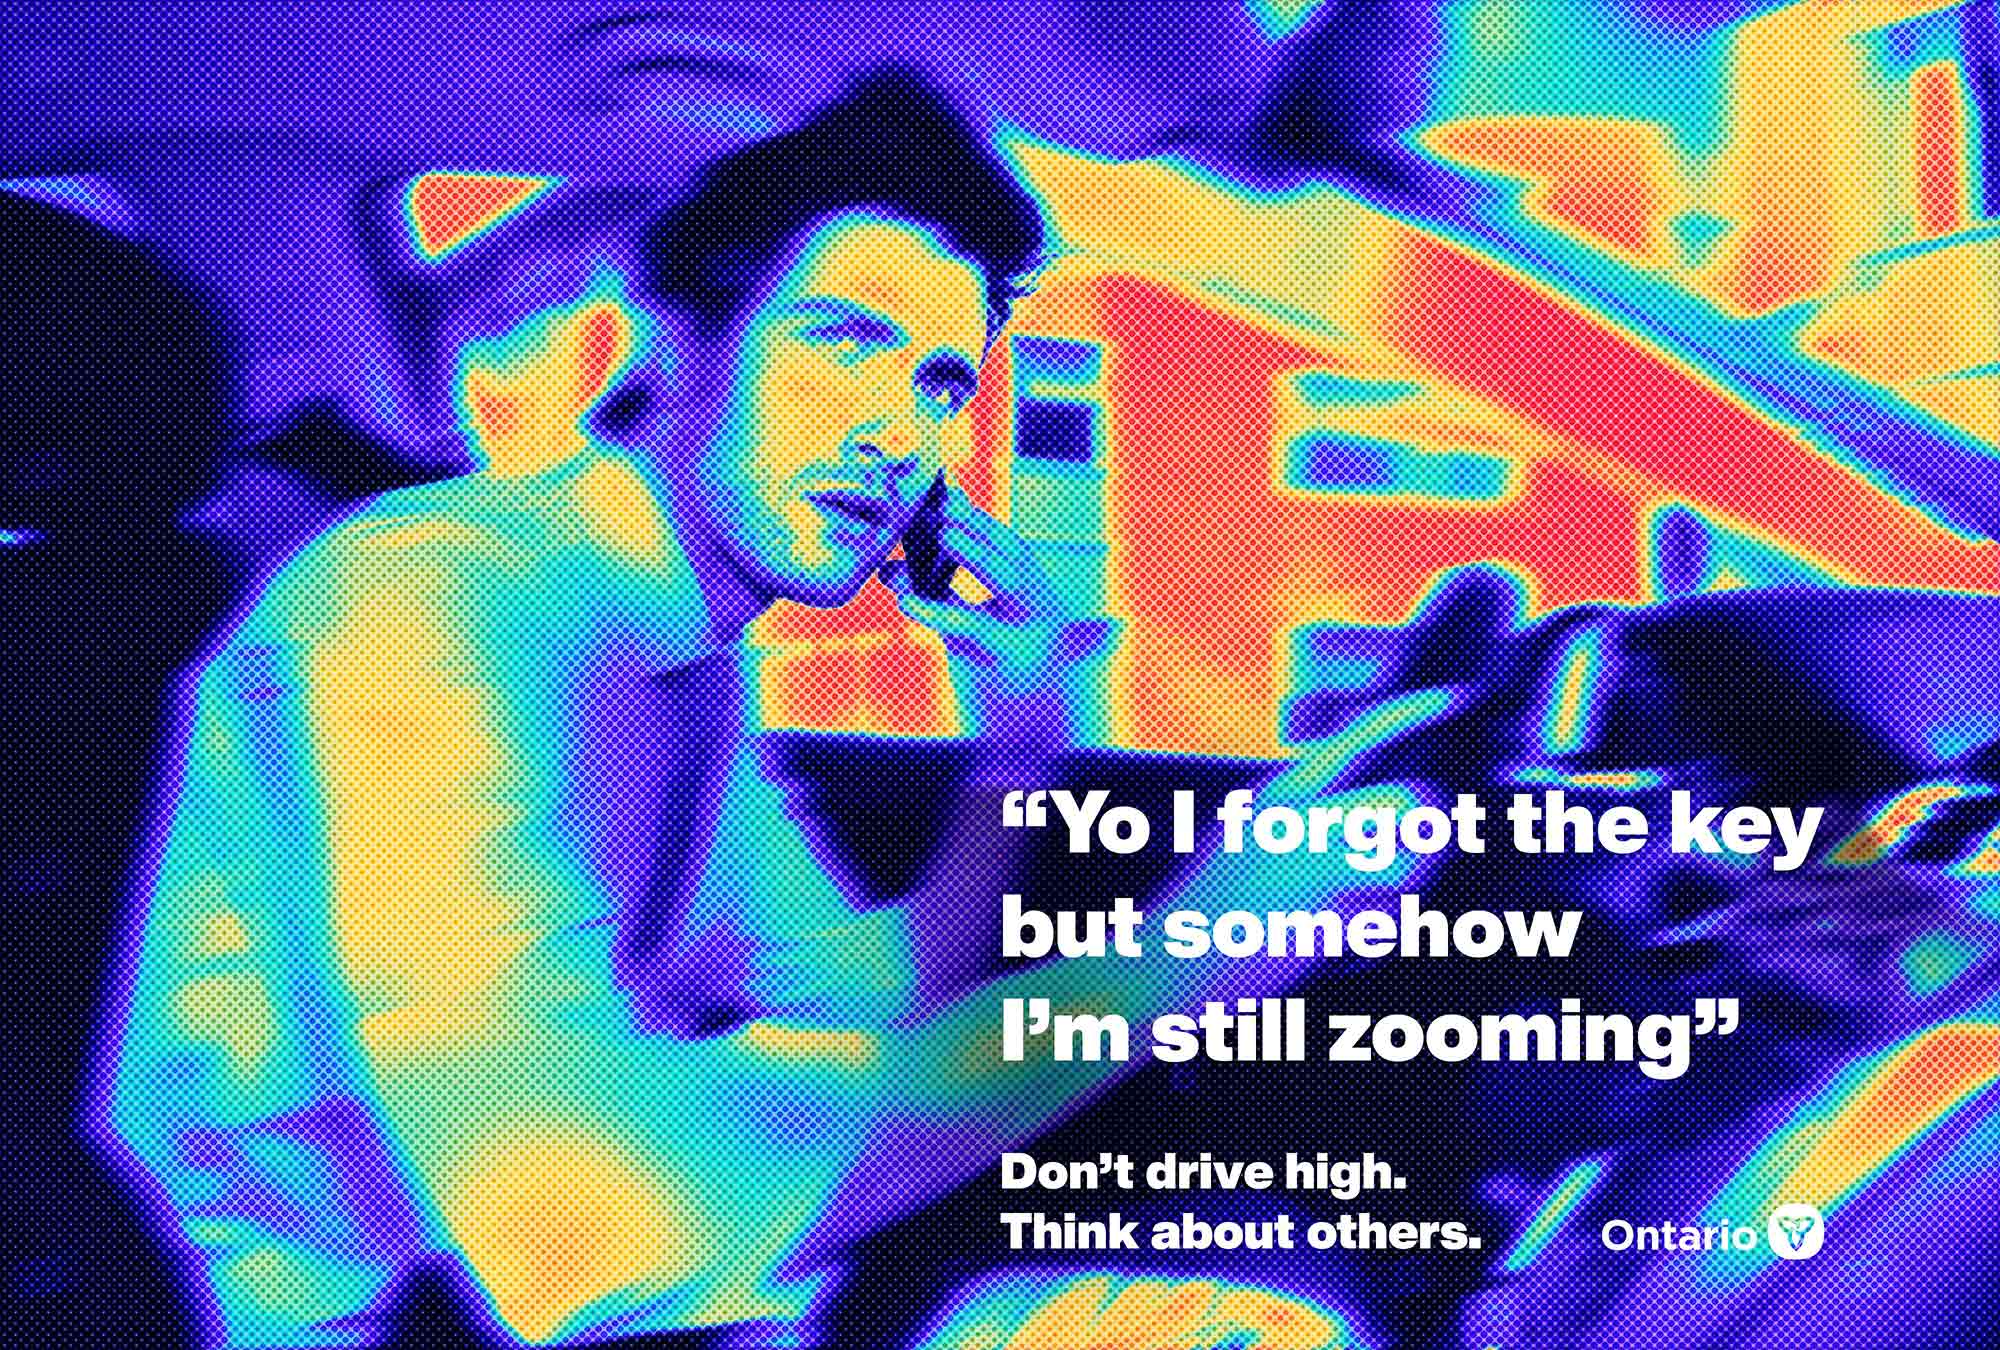 “Yo I forgot the key
but somehow
I’m still zooming”
Don’t drive high.
Think about others.
Ontario